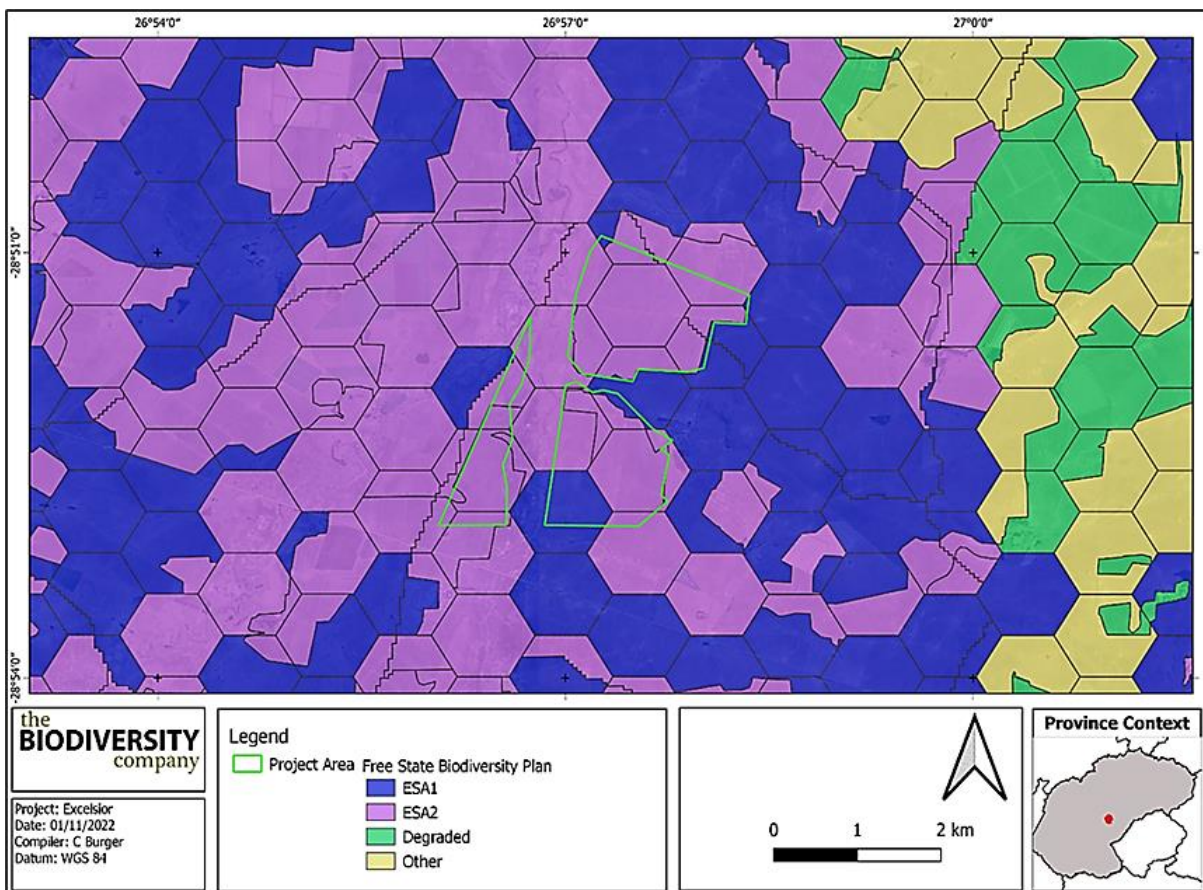 26°54'0" 26°57'0" 27°0'0"
-28°51'0"
-28°54'0"
the
BIODIVERSITY
company
Project: Excelsior
Date: 01/11/2022
Compiler: C Burger
Datum: WGS 84
Legend
Project Area Free State Biodiversity Plan
ESA1
ESA2
Degraded
Other
0 1 2 km
Province Context